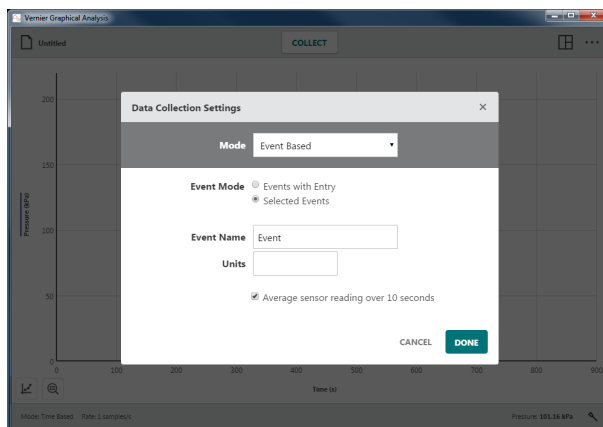 Vernier Graphical Analysis
Untitled
COLLECT
200
150
100
50
0
Pressure (kPa)
Data Collection Settings
Mode Event Based
Event Mode Events with Entry
Selected Events
Event Name Event
Units
Average sensor reading over 10 seconds
CANCEL DONE
0 100 200 300 400 500 600 700 800 900
Time (s)
Mode: Time Based Rate: 1 samples/s Pressure: 101.16 kPa